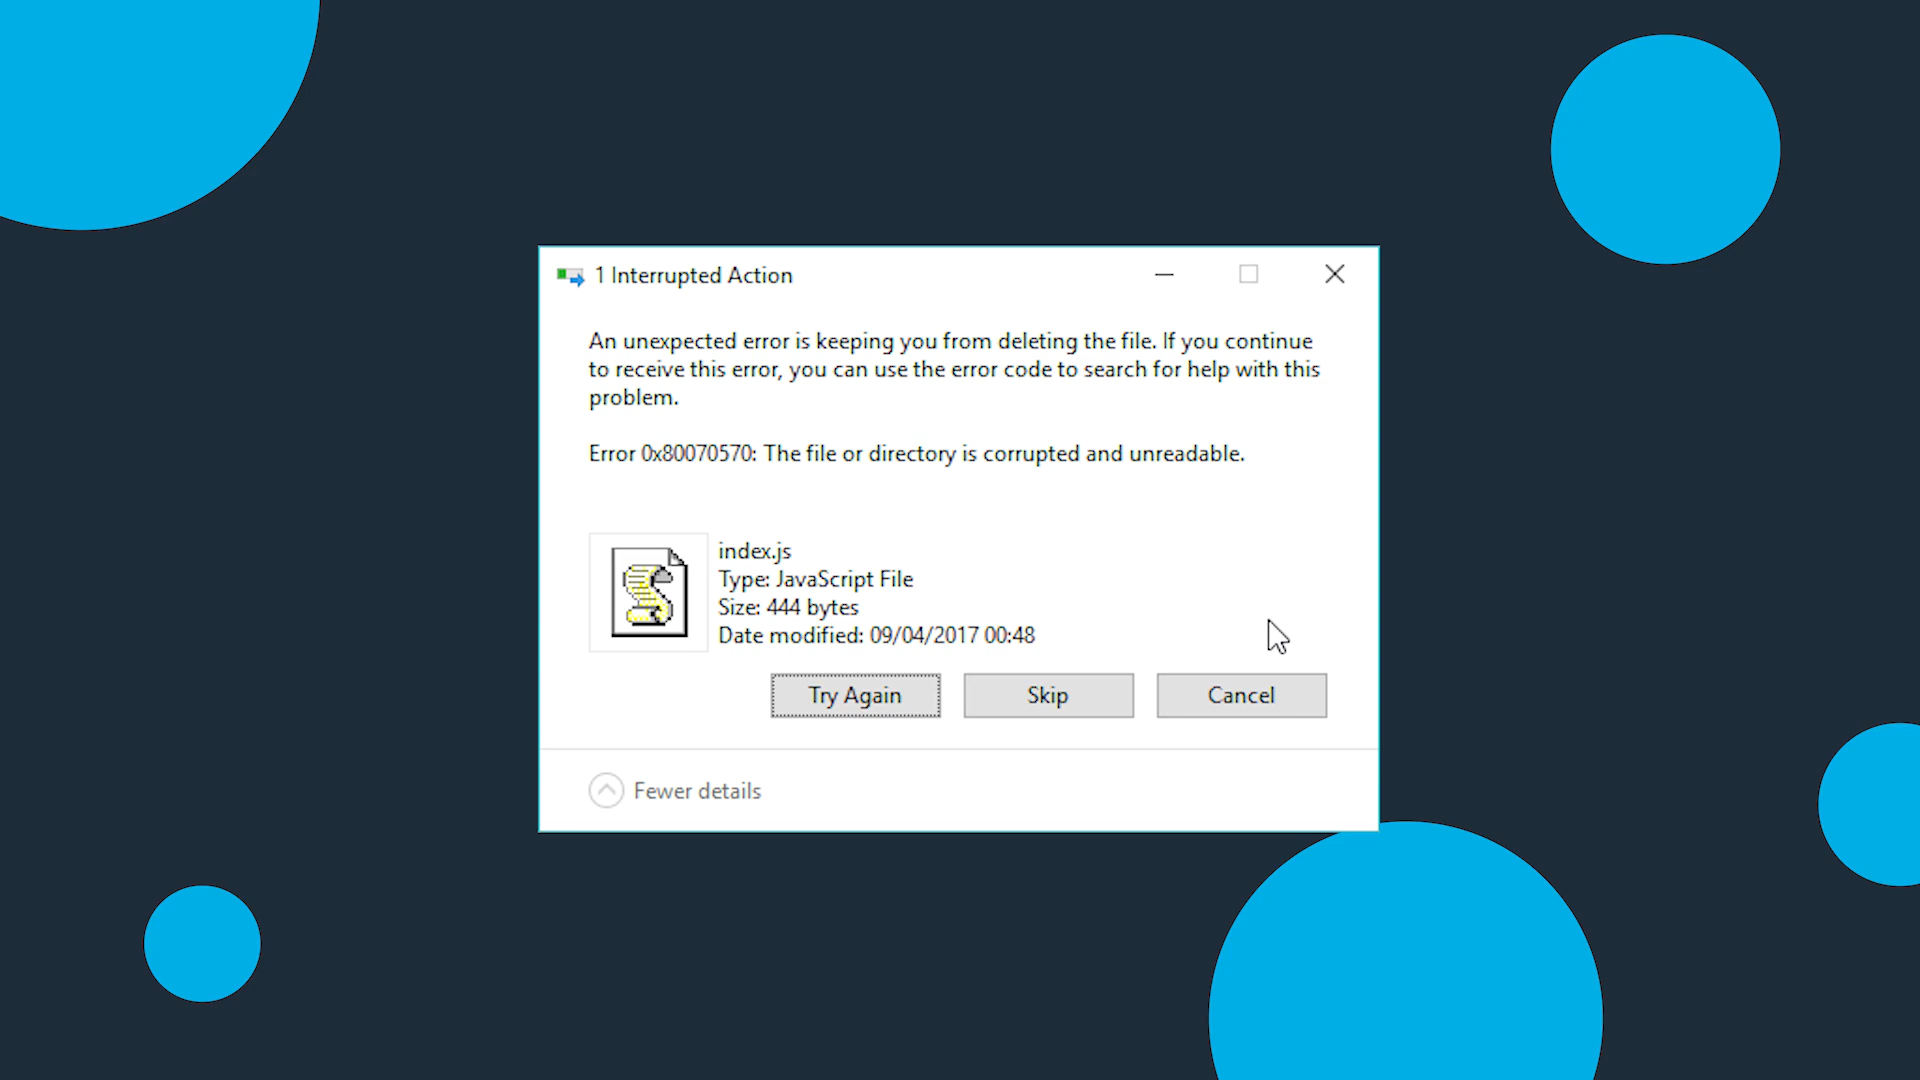 1 Interrupted Action
An unexpected error is keeping you from deleting the file. If you continue
to receive this error, you can use the error code to search for help with this
problem.
Error 0x80070570: The file or directory is corrupted and unreadable.
index.js
Type: JavaScript File
Size: 444 bytes
Date modified: 09/04/2017 00:48
Try Again
Skip
Cancel
Fewer details